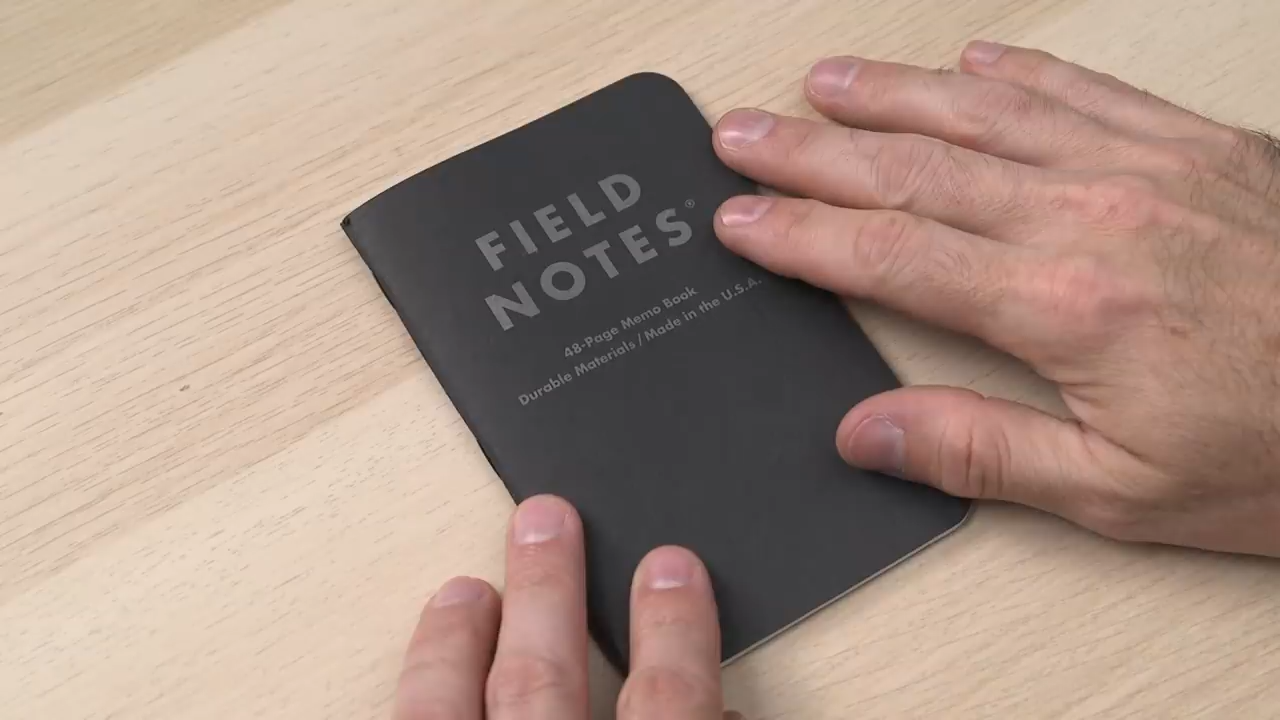 FIELD
NOTES®
48-Page Memo Book
Durable Materials / Made in the U.S.A.